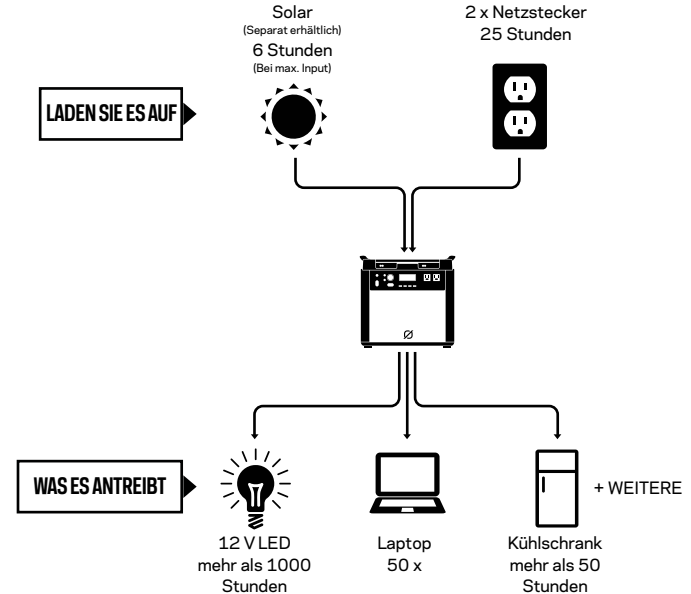 Solar
(Separat erhältlich)
6 Stunden
(Bei max. Input)
2 x Netzstecker
25 Stunden
LADEN SIE ES AUF
WAS ES ANTREIBT
12 V LED
mehr als 1000
Stunden
Laptop
50 x
Kühlschrank
mehr als 50
Stunden
+ WEITERE